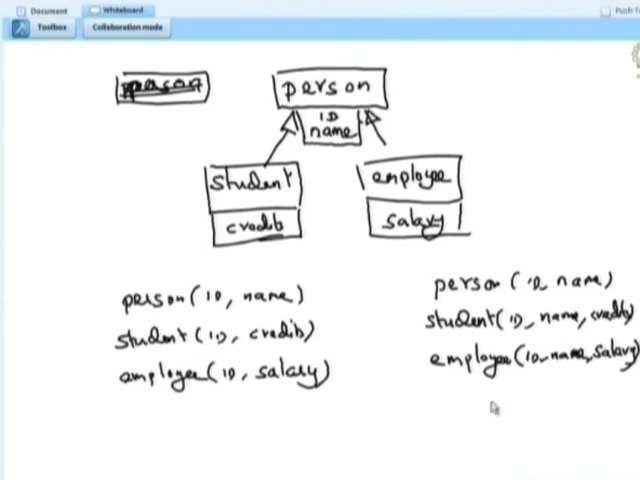 Document Whiteboard Push T
Toolbox Collaboration mode
person person
ID
name
student employee
credits salary
person (ID, name)
student (ID, credits)
employee (ID, salary)
person (ID, name)
student (ID, name, credits)
employee (ID, name, salary)